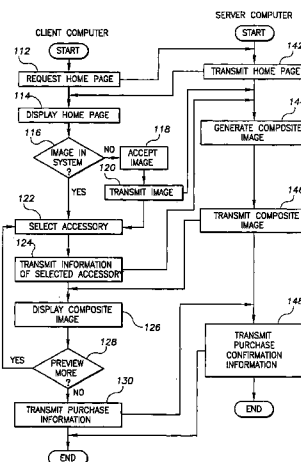 CLIENT COMPUTER
START
112
REQUEST HOME PAGE
114
DISPLAY HOME PAGE
116
IMAGE IN
SYSTEM
?
NO
YES
118
ACCEPT
IMAGE
120
TRANSMIT IMAGE
122
SELECT ACCESSORY
124
TRANSMIT INFORMATION
OF SELECTED ACCESSORY
DISPLAY COMPOSITE
IMAGE
126
YES
PREVIEW
MORE
?
128
NO
130
TRANSMIT PURCHASE
INFORMATION
END
SERVER COMPUTER
START
142
TRANSMIT HOME PAGE
GENERATE COMPOSITE
IMAGE
TRANSMIT COMPOSITE
IMAGE
148
TRANSMIT
PURCHASE
CONFIRMATION
INFORMATION
END